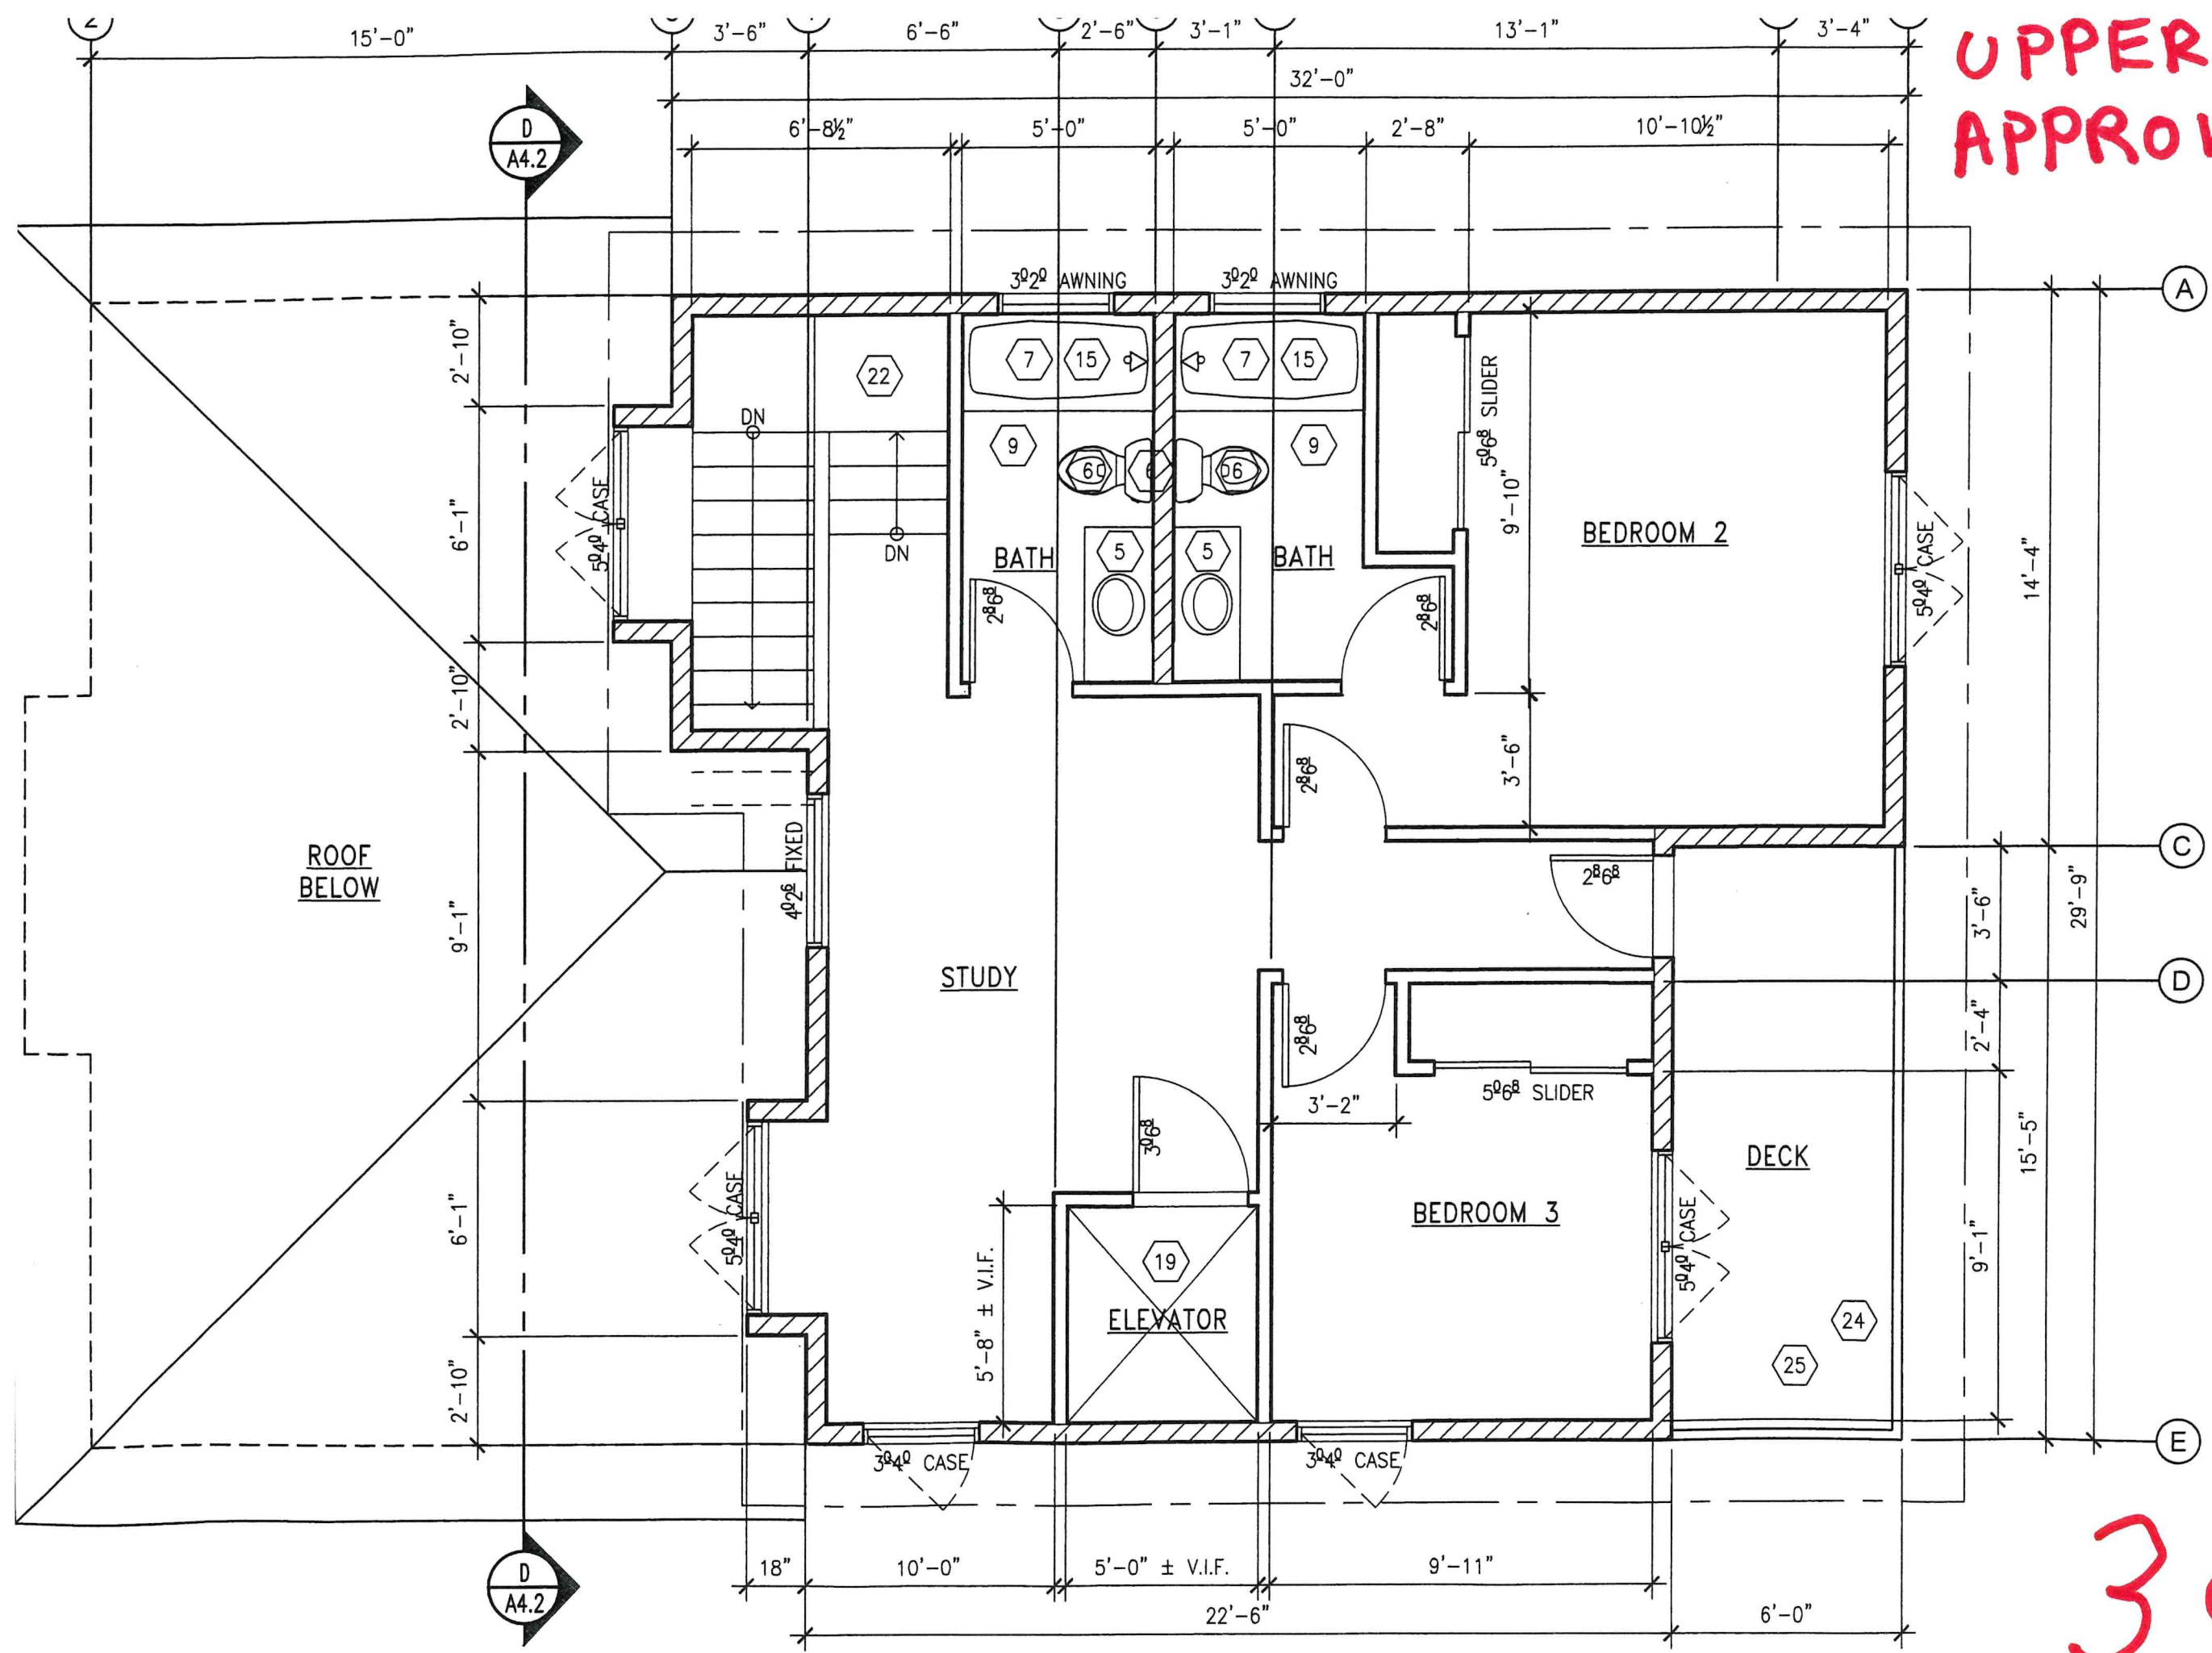 2
15'-0"
3'-6"
6'-6"
2'-6"
3'-1"
13'-1"
3'-4"
32'-0"
6'-8½"
5'-0"
5'-0"
2'-8"
10'-10½"
UPPER
D
A4.2
3⁰2⁰ AWNING
3⁰2⁰ AWNING
A
2'-10"
22
7
15
7
15
5⁰6⁸ SLIDER
DN
9
9
6
6
6
6'-1"
5⁰4⁰ CASE
DN
BATH
5
5
BATH
9'-10"
BEDROOM 2
5⁰4⁰ CASE
14'-4"
2⁸6⁸
2⁸6⁸
2'-10"
2⁸6⁸
3'-6"
ROOF
BELOW
4⁰2⁶ FIXED
2⁸6⁸
C
9'-1"
3'-6"
29'-9"
STUDY
D
2⁸6⁸
2'-4"
5⁰6⁸ SLIDER
3'-2"
3⁰6⁸
DECK
15'-5"
6'-1"
5⁰4⁰ CASE
BEDROOM 3
5⁰4⁰ CASE
9'-1"
5'-8" ± V.I.F.
19
ELEVATOR
24
25
2'-10"
3⁰4⁰ CASE
3⁰4⁰ CASE
E
D
A4.2
18"
10'-0"
5'-0" ± V.I.F.
9'-11"
22'-6"
6'-0"
3